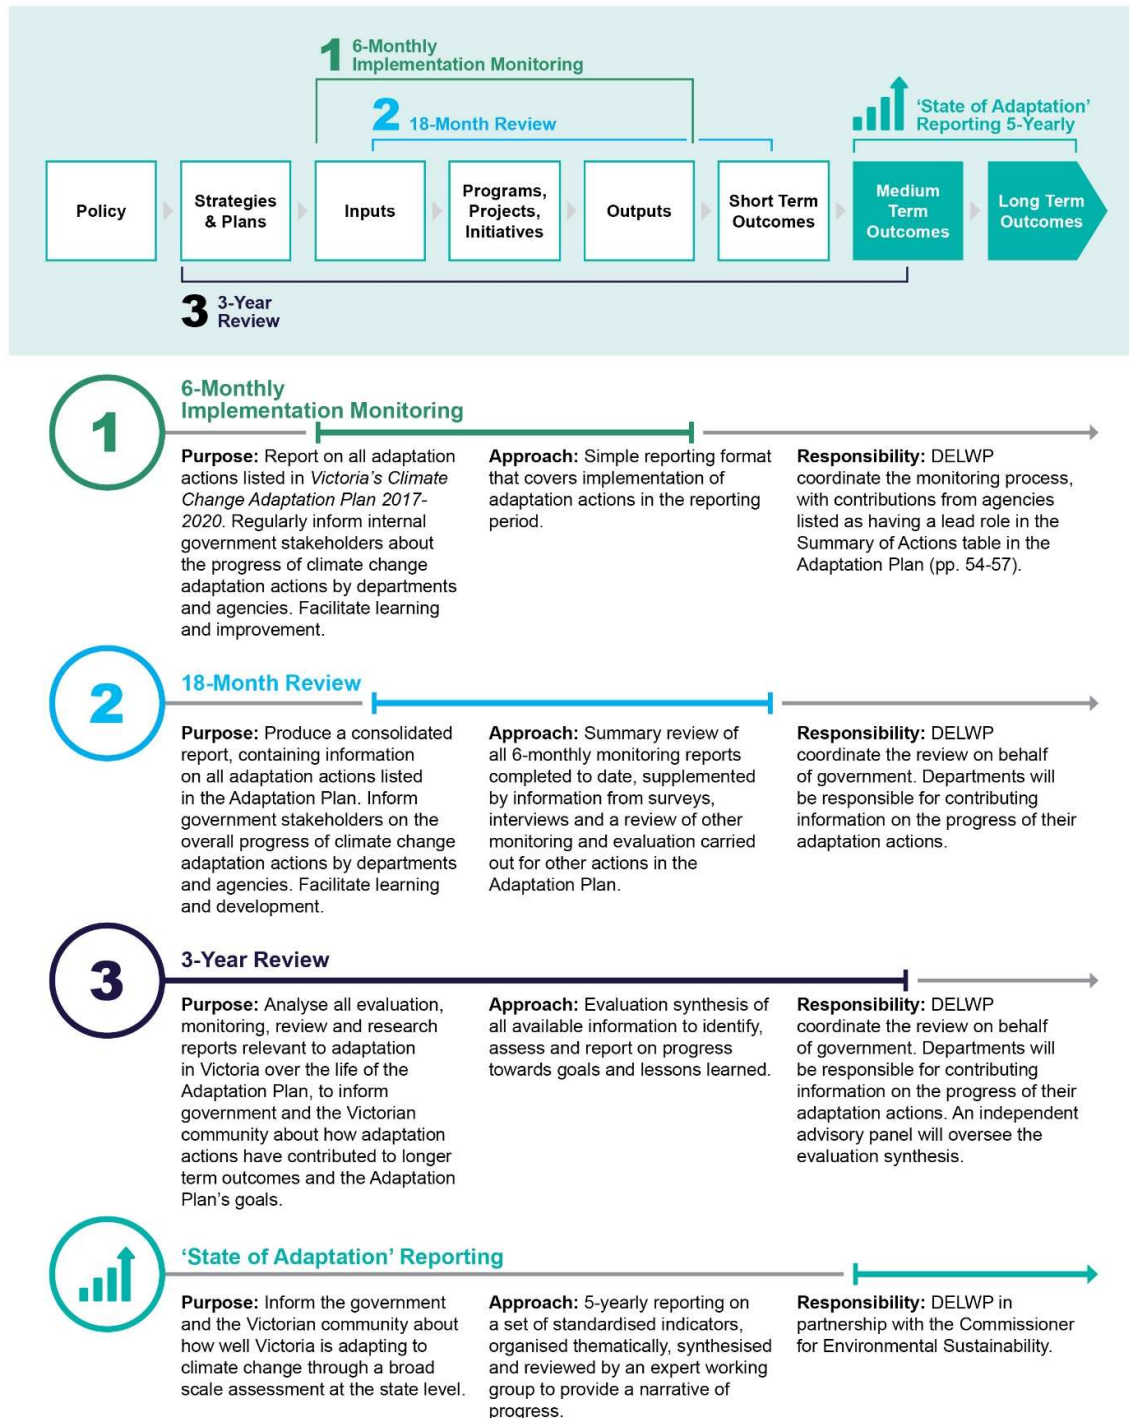 1 6-Monthly
Implementation Monitoring
2 18-Month Review
‘State of Adaptation’
Reporting 5-Yearly
Policy
Strategies
& Plans
Inputs
Programs,
Projects,
Initiatives
Outputs
Short Term
Outcomes
Medium
Term
Outcomes
Long Term
Outcomes
3 3-Year
Review
1
6-Monthly
Implementation Monitoring
Purpose: Report on all adaptation
actions listed in Victoria’s Climate
Change Adaptation Plan 2017-
2020. Regularly inform internal
government stakeholders about
the progress of climate change
adaptation actions by departments
and agencies. Facilitate learning
and improvement.
Approach: Simple reporting format
that covers implementation of
adaptation actions in the reporting
period.
Responsibility: DELWP
coordinate the monitoring process,
with contributions from agencies
listed as having a lead role in the
Summary of Actions table in the
Adaptation Plan (pp. 54-57).
2
18-Month Review
Purpose: Produce a consolidated
report, containing information
on all adaptation actions listed
in the Adaptation Plan. Inform
government stakeholders on the
overall progress of climate change
adaptation actions by departments
and agencies. Facilitate learning
and development.
Approach: Summary review of
all 6-monthly monitoring reports
completed to date, supplemented
by information from surveys,
interviews and a review of other
monitoring and evaluation carried
out for other actions in the
Adaptation Plan.
Responsibility: DELWP
coordinate the review on behalf
of government. Departments will
be responsible for contributing
information on the progress of their
adaptation actions.
3
3-Year Review
Purpose: Analyse all evaluation,
monitoring, review and research
reports relevant to adaptation
in Victoria over the life of the
Adaptation Plan, to inform
government and the Victorian
community about how adaptation
actions have contributed to longer
term outcomes and the Adaptation
Plan’s goals.
Approach: Evaluation synthesis of
all available information to identify,
assess and report on progress
towards goals and lessons learned.
Responsibility: DELWP
coordinate the review on behalf
of government. Departments will
be responsible for contributing
information on the progress of their
adaptation actions. An independent
advisory panel will oversee the
evaluation synthesis.
‘State of Adaptation’ Reporting
Purpose: Inform the government
and the Victorian community about
how well Victoria is adapting to
climate change through a broad
scale assessment at the state level.
Approach: 5-yearly reporting on
a set of standardised indicators,
organised thematically, synthesised
and reviewed by an expert working
group to provide a narrative of
progress.
Responsibility: DELWP in
partnership with the Commissioner
for Environmental Sustainability.